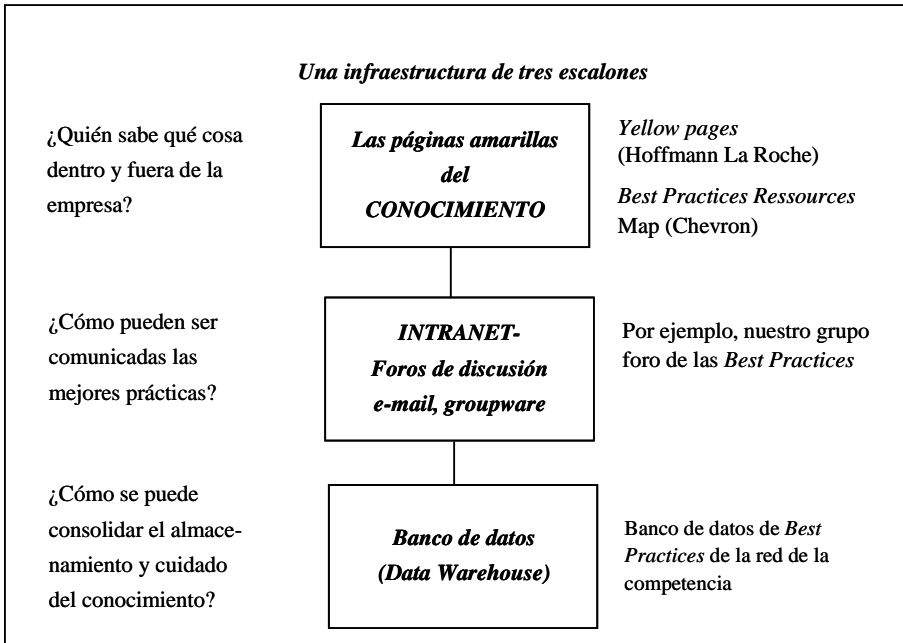 Una infraestructura de tres escalones
¿Quién sabe qué cosa
dentro y fuera de la
empresa?
Las páginas amarillas
del
CONOCIMIENTO
Yellow pages
(Hoffmann La Roche)
Best Practices Ressources
Map (Chevron)
¿Cómo pueden ser
comunicadas las
mejores prácticas?
INTRANET-
Foros de discusión
e-mail, groupware
Por ejemplo, nuestro grupo
foro de las Best Practices
¿Cómo se puede
consolidar el almace-
namiento y cuidado
del conocimiento?
Banco de datos
(Data Warehouse)
Banco de datos de Best
Practices de la red de la
competencia